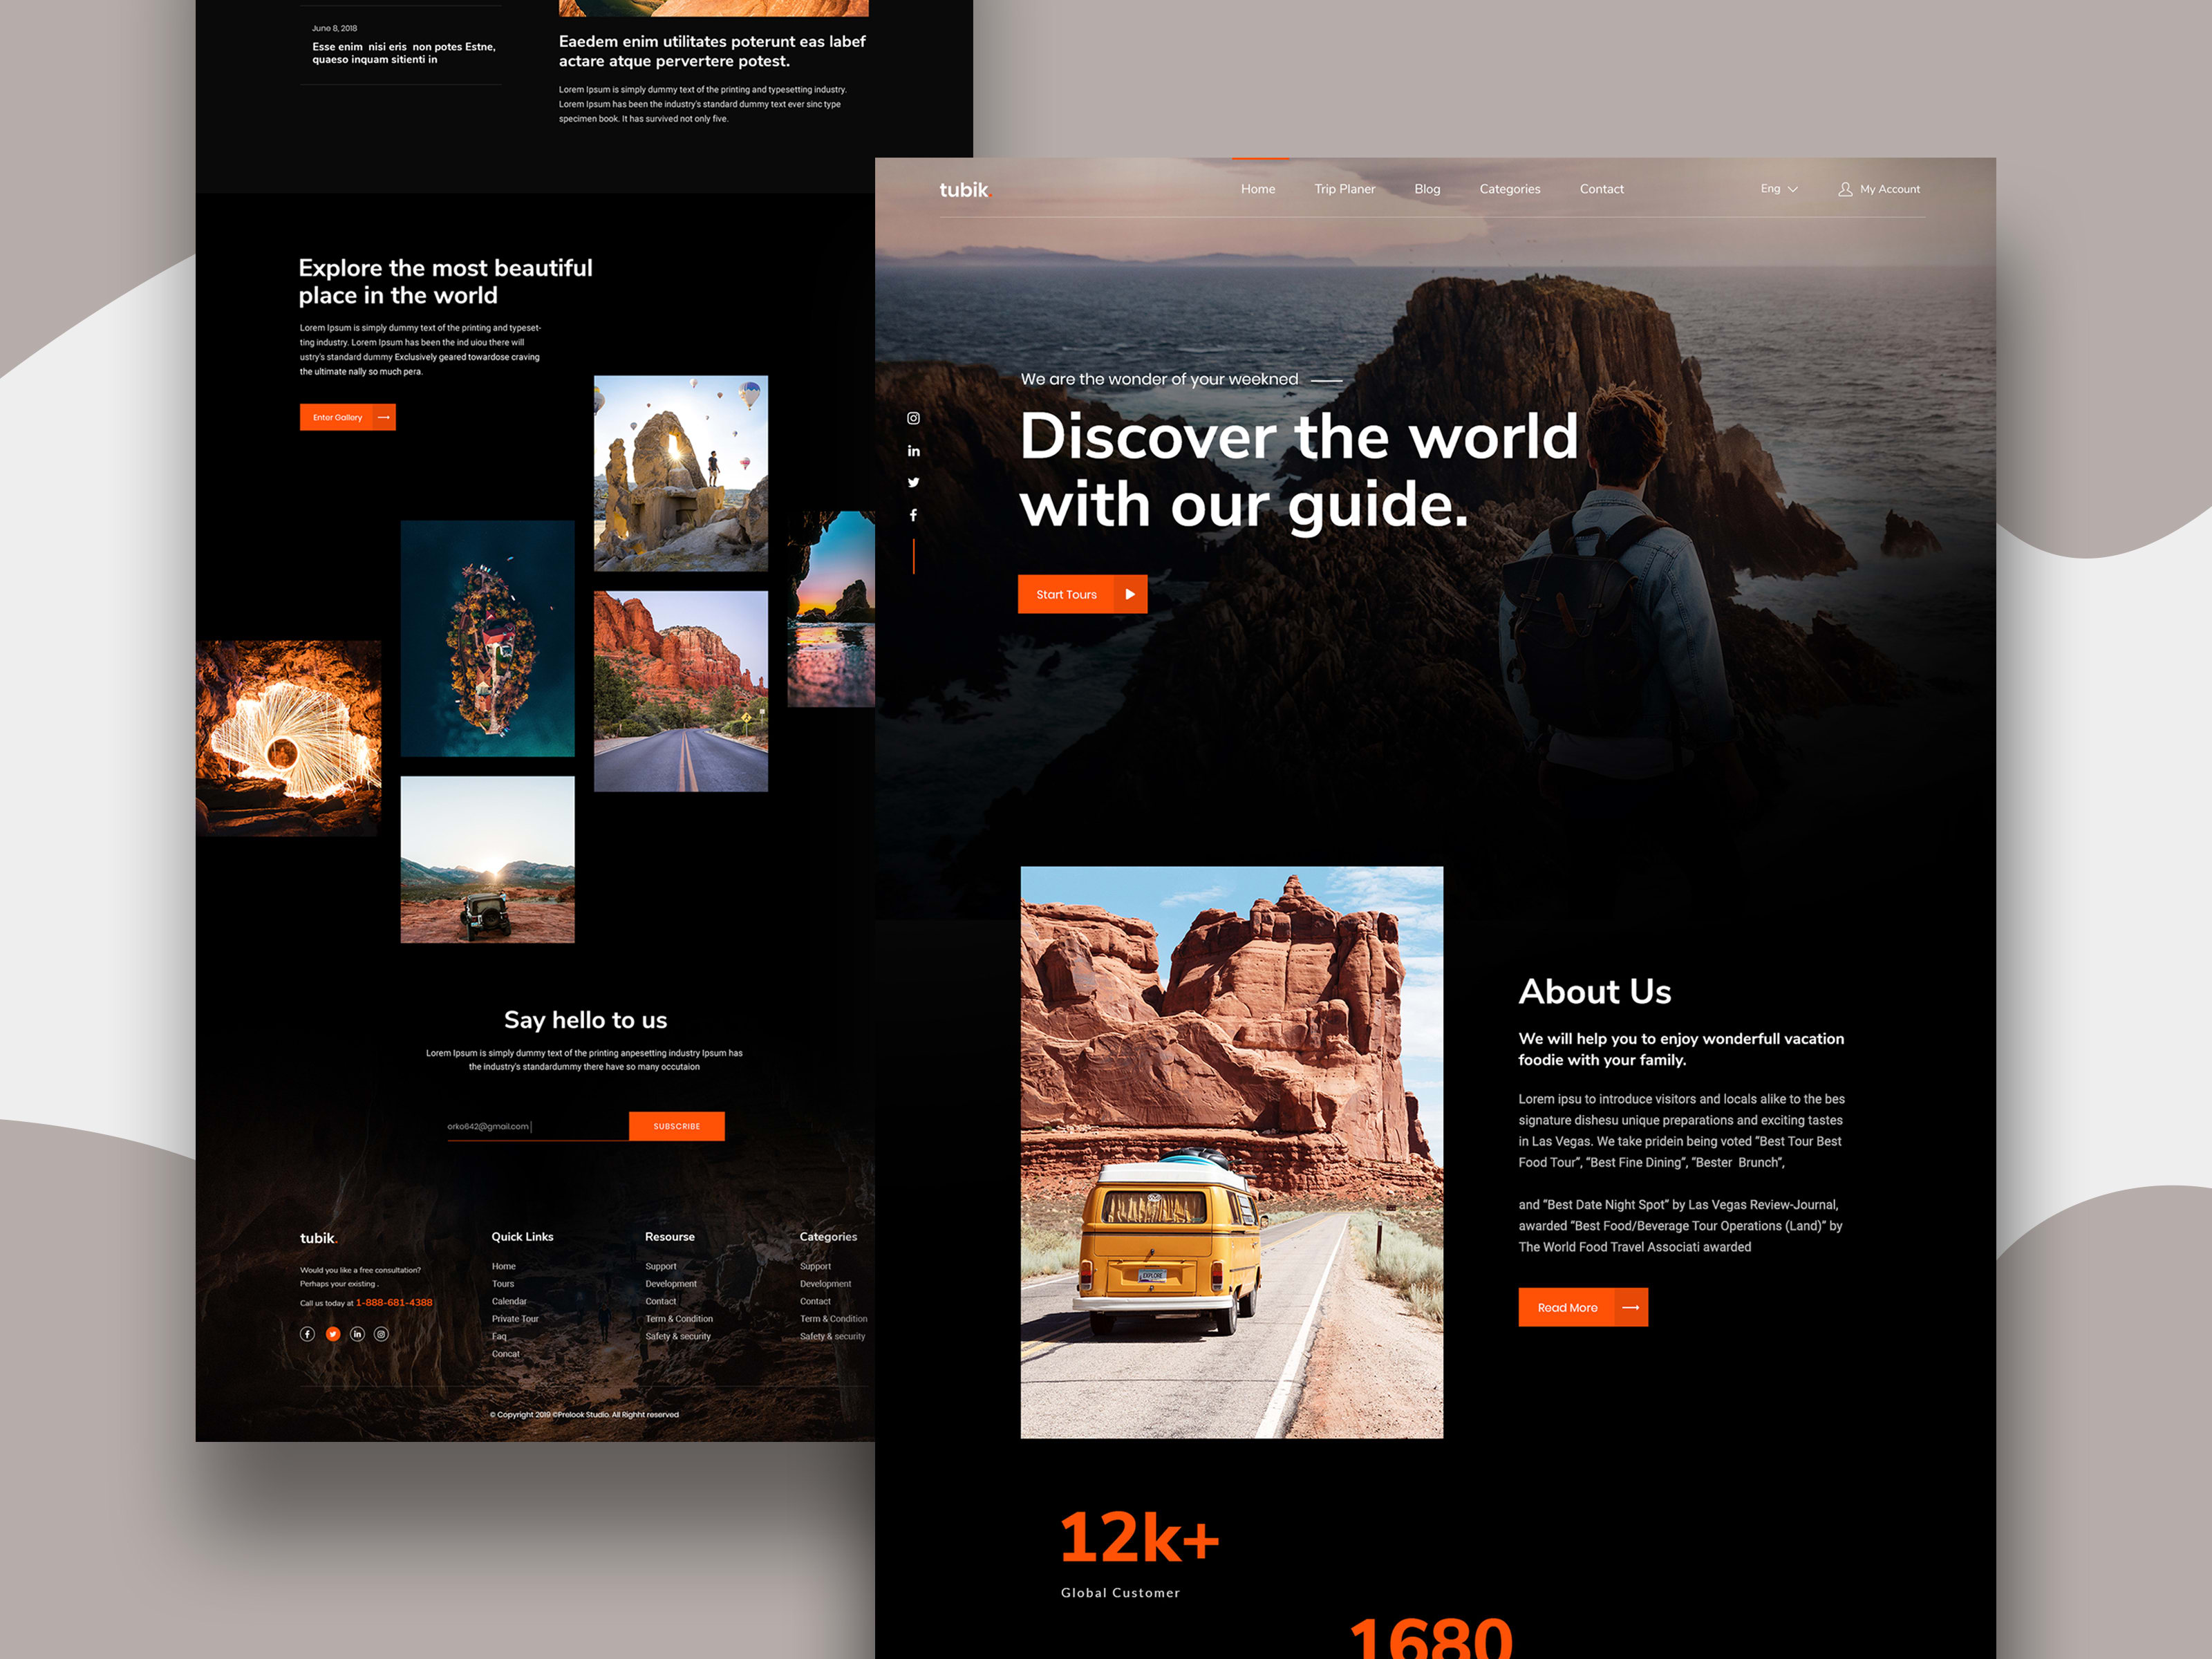 June 8, 2018
Esse enim nisi eris non potes Estne,
quaeso inquam sitienti in
Eaedem enim utilitates poterunt eas labef
actare atque pervertere potest.
Lorem Ipsum is simply dummy text of the printing and typesetting industry.
Lorem Ipsum has been the industry's standard dummy text ever sinc type
specimen book. It has survived not only five.
Explore the most beautiful
place in the world
Lorem Ipsum is simply dummy text of the printing and typeset-
ting industry. Lorem Ipsum has been the ind uiou there will
ustry's standard dummy Exclusively geared towardose craving
the ultimate nally so much pera.
Enter Gallery
Say hello to us
Lorem Ipsum is simply dummy text of the printing anpesetting industry Ipsum has
the industry's standardummy there have so many occutaion
orko642@gmail.com
SUBSCRIBE
tubik.
Would you like a free consultation?
Perhaps your existing .
Call us today at 1-888-681-4388
Quick Links
Home
Tours
Calendar
Private Tour
Faq
Concat
Resourse
Support
Development
Contact
Term & Condition
Safety & security
Categories
Support
Development
Contact
Term & Condition
Safety & security
© Copyright 2019 ©Prelook Studio. All Righht reserved
tubik.
Home
Trip Planer
Blog
Categories
Contact
Eng
My Account
We are the wonder of your weekned
Discover the world
with our guide.
Start Tours
EXPLORE
About Us
We will help you to enjoy wonderfull vacation
foodie with your family.
Lorem ipsu to introduce visitors and locals alike to the bes
signature dishesu unique preparations and exciting tastes
in Las Vegas. We take pridein being voted “Best Tour Best
Food Tour”, “Best Fine Dining”, “Bester Brunch”,
and “Best Date Night Spot” by Las Vegas Review-Journal,
awarded “Best Food/Beverage Tour Operations (Land)” by
The World Food Travel Associati awarded
Read More
12k+
Global Customer
1680